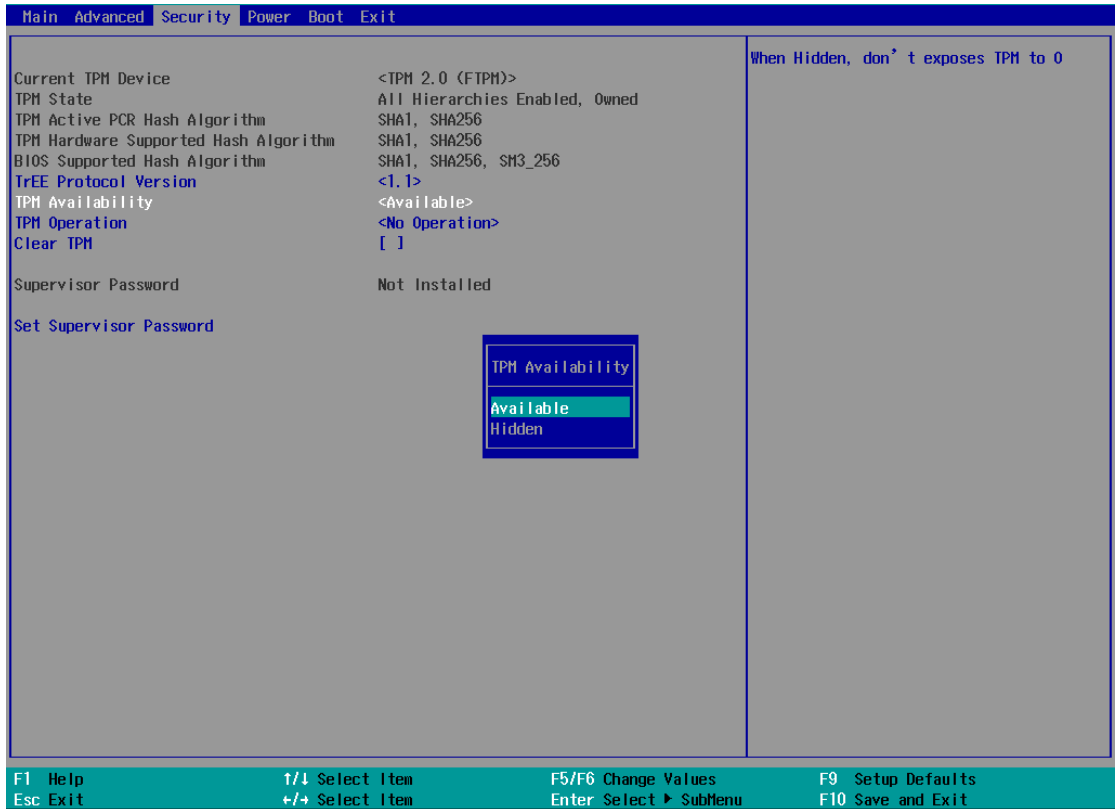 Main Advanced Security Power Boot Exit
When Hidden, don't exposes TPM to 0
Current TPM Device <TPM 2.0 (FTPM)>
TPM State All Hierarchies Enabled, Owned
TPM Active PCR Hash Algorithm SHA1, SHA256
TPM Hardware Supported Hash Algorithm SHA1, SHA256
BIOS Supported Hash Algorithm SHA1, SHA256, SM3_256
TrEE Protocol Version <1.1>
TPM Availability <Available>
TPM Operation <No Operation>
Clear TPM [ ]
Supervisor Password Not Installed
Set Supervisor Password
TPM Availability
Available
Hidden
F1 Help ↑/↓ Select Item F5/F6 Change Values F9 Setup Defaults
Esc Exit ←/→ Select Item Enter Select ▶ SubMenu F10 Save and Exit